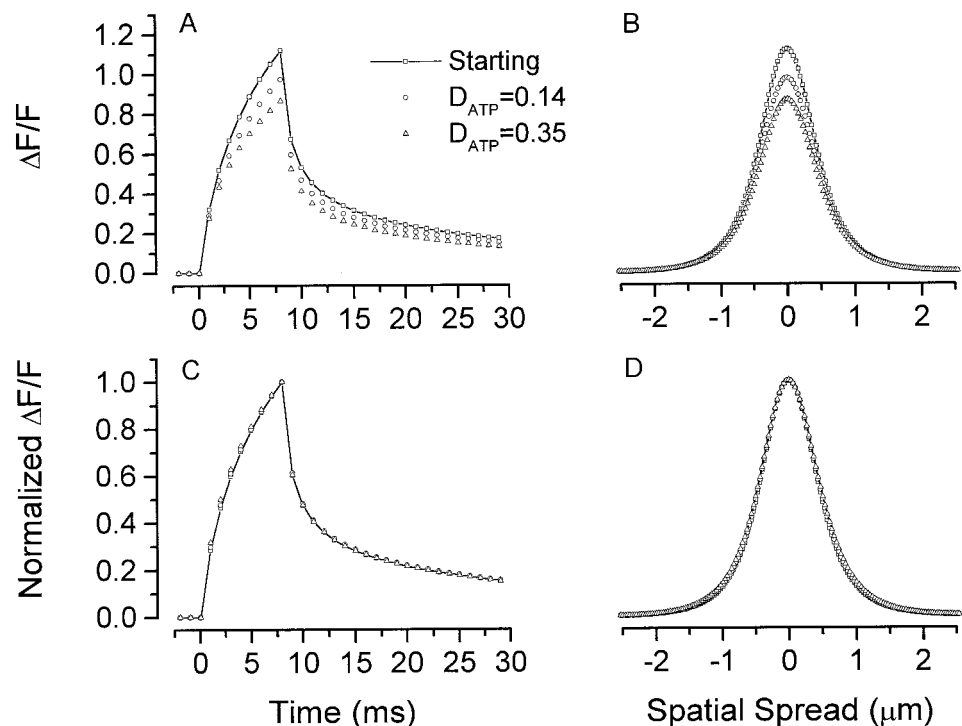 A
B
ΔF/F
1.2
1.0
0.8
0.6
0.4
0.2
0.0
Starting
D_ATP=0.14
D_ATP=0.35
0 5 10 15 20 25 30
-2 -1 0 1 2
C
D
Normalized ΔF/F
1.0
0.8
0.6
0.4
0.2
0.0
0 5 10 15 20 25 30
-2 -1 0 1 2
Time (ms)
Spatial Spread (μm)